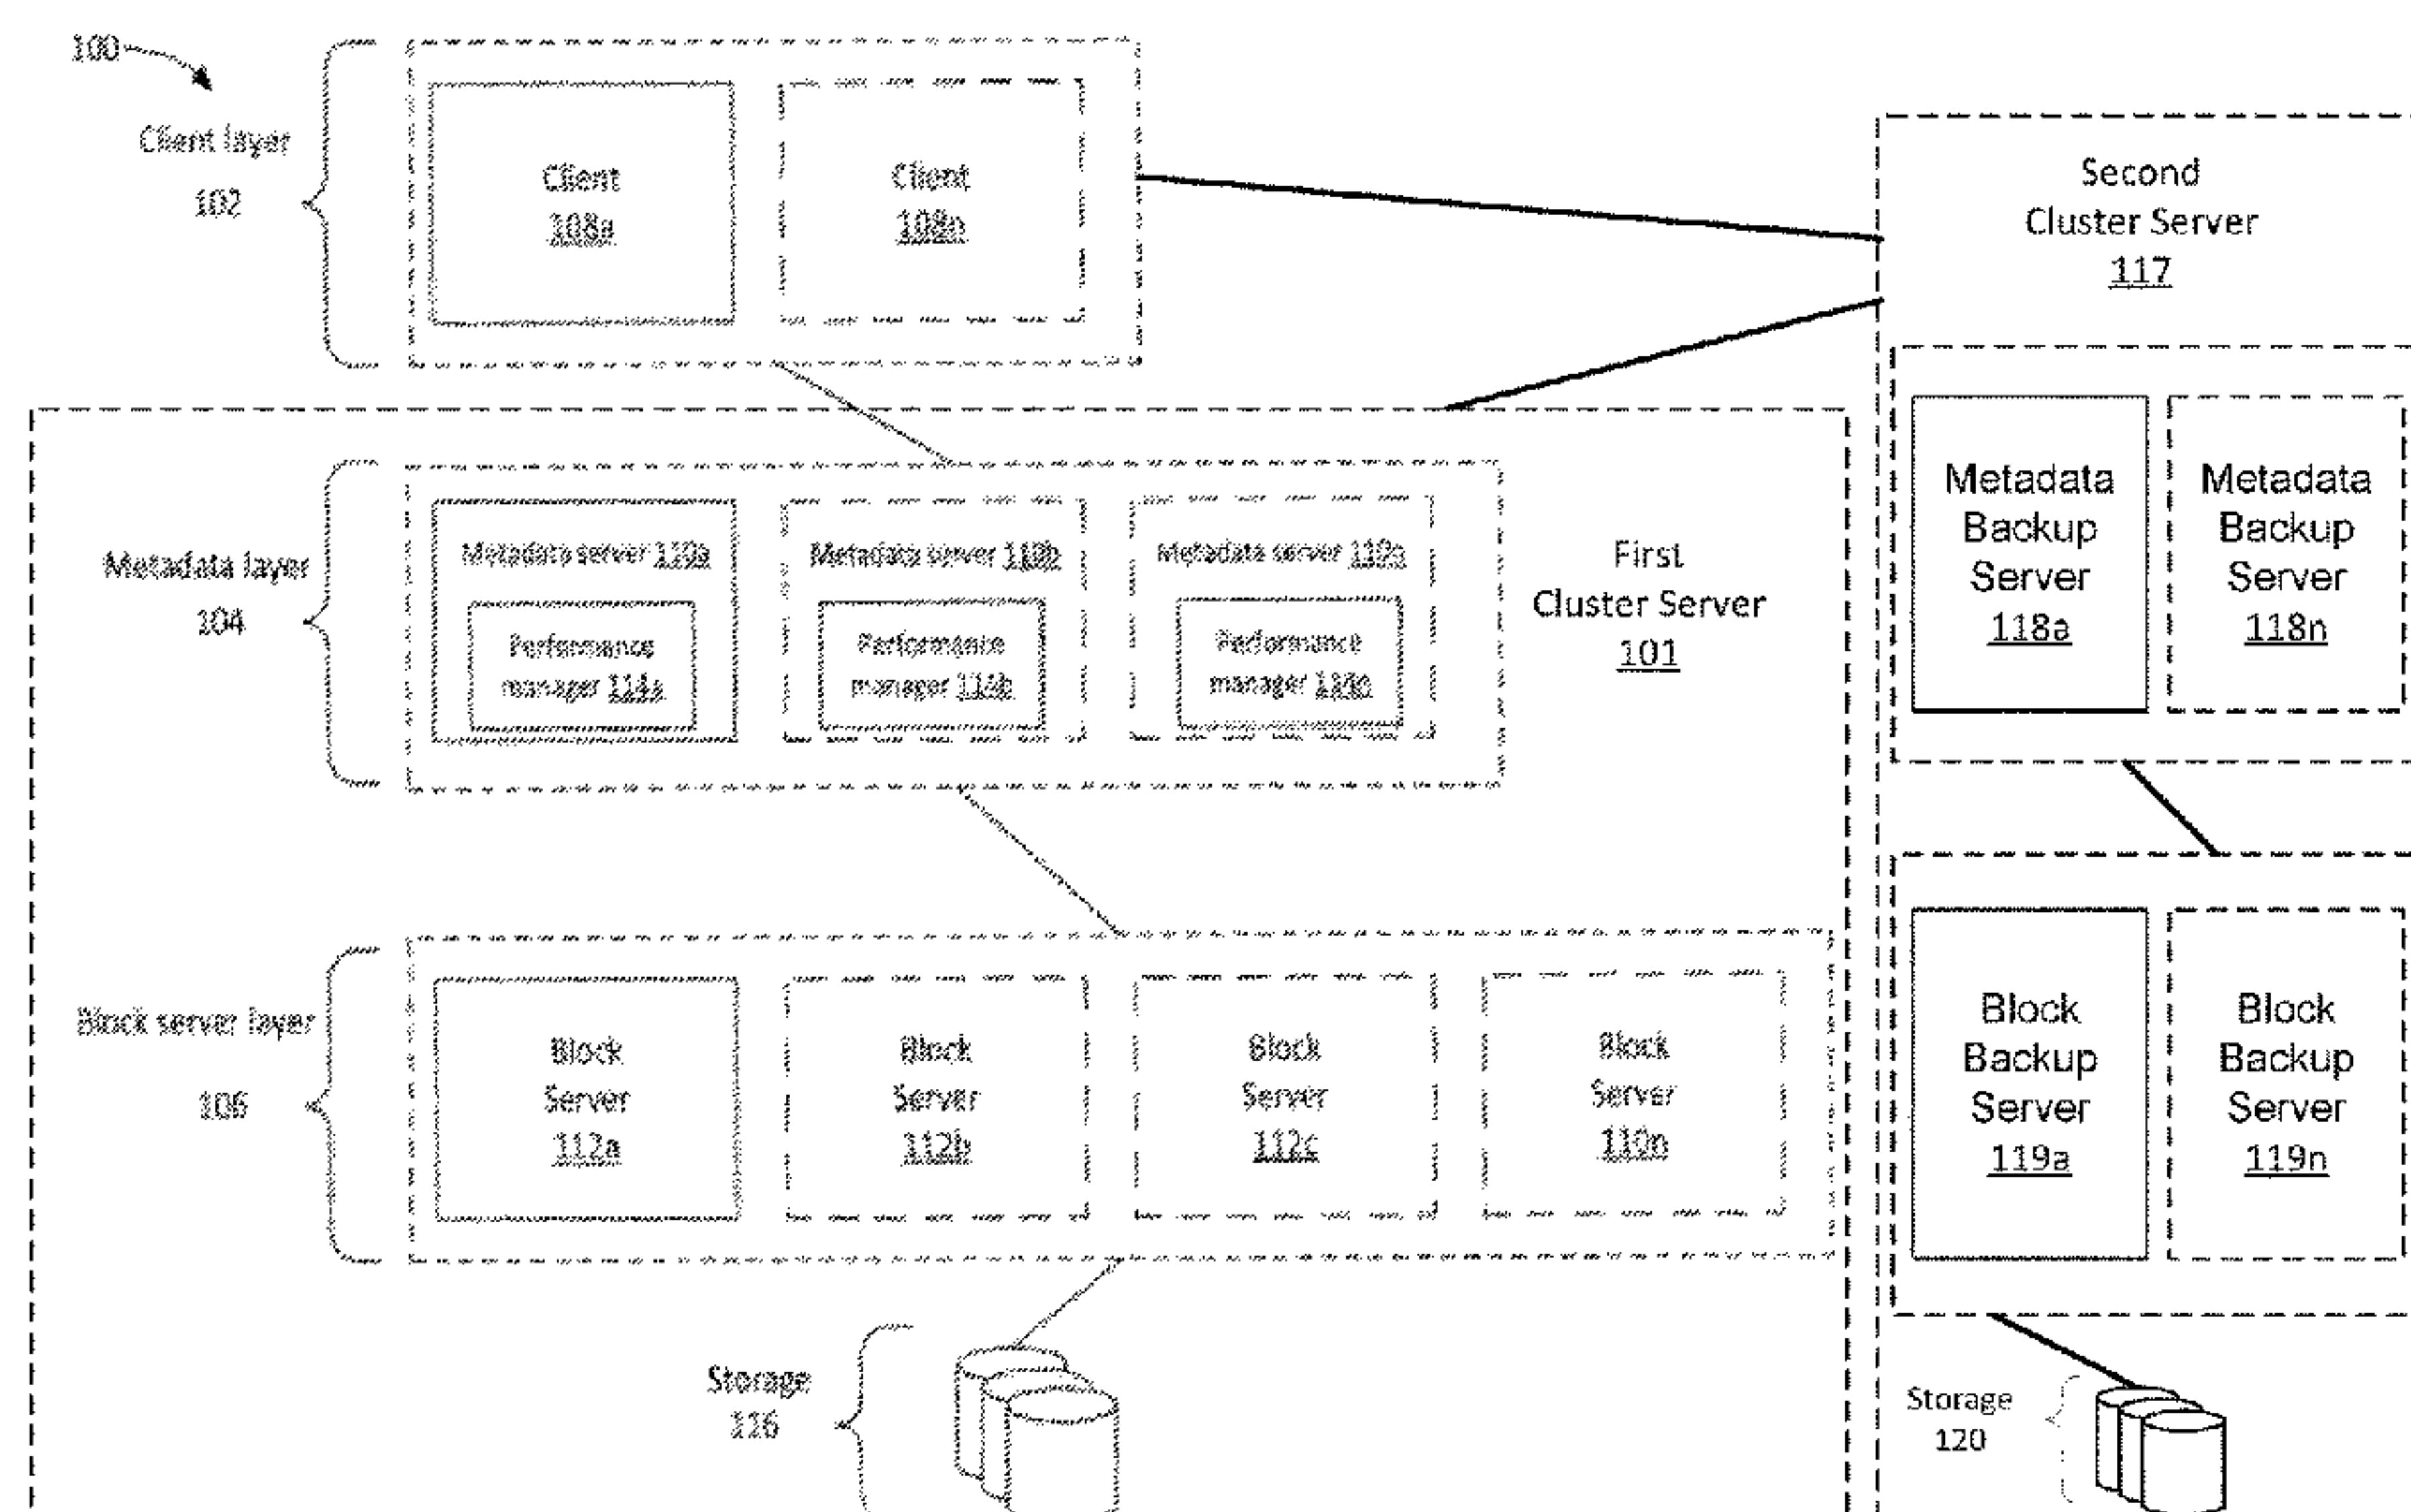 100
Client layer
102
Client
108a
Client
108n
Second
Cluster Server
117
Metadata layer
104
Metadata server 110a
Performance
manager 114a
Metadata server 110b
Performance
manager 114b
Metadata server 110n
Performance
manager 114n
First
Cluster Server
101
Metadata
Backup
Server
118a
Metadata
Backup
Server
118n
Block server layer
106
Block
Server
112a
Block
Server
112b
Block
Server
112c
Block
Server
110n
Block
Backup
Server
119a
Block
Backup
Server
119n
Storage
116
Storage
120